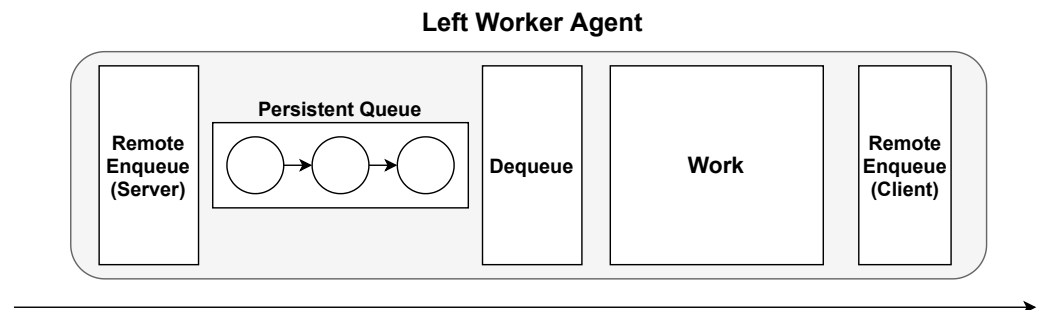 Left Worker Agent
Remote
Enqueue
(Server)
Persistent Queue
Dequeue
Work
Remote
Enqueue
(Client)